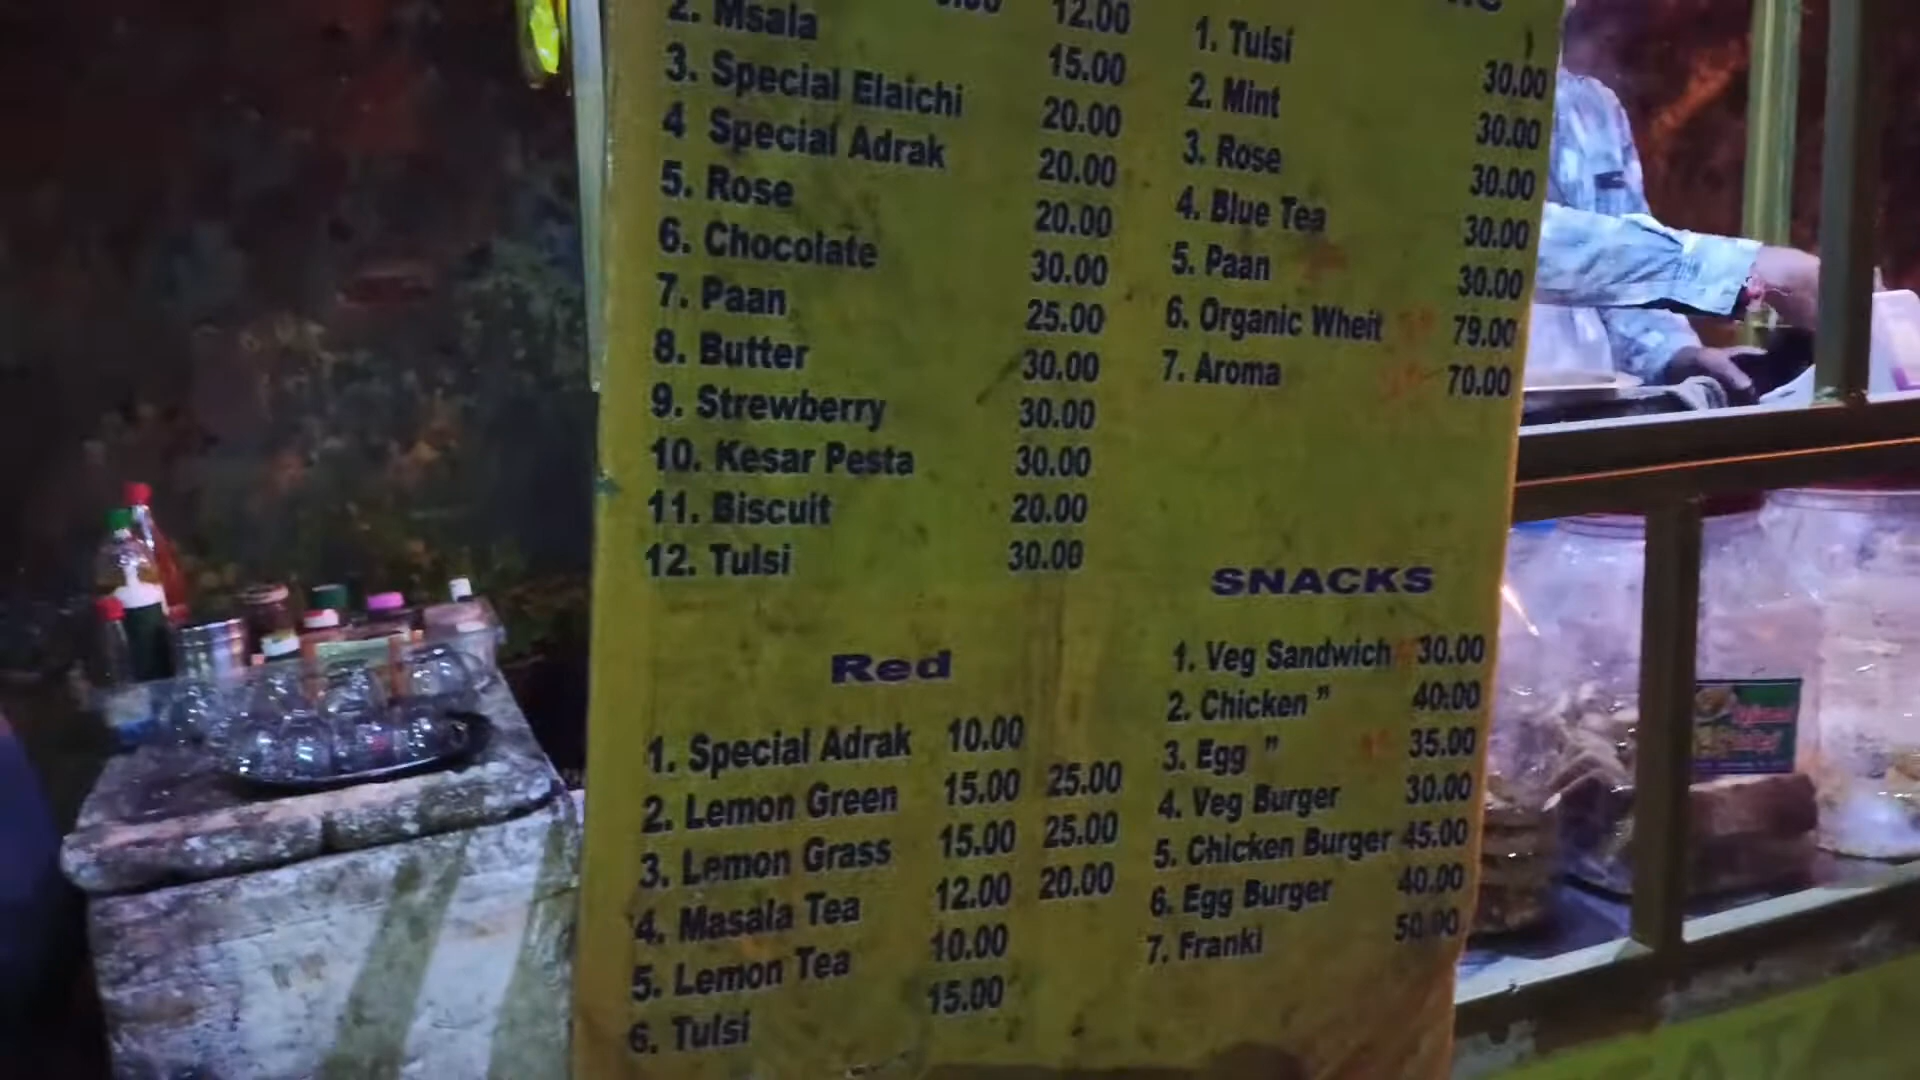 12.00
2. Msala 15.00
3. Special Elaichi 20.00
4 Special Adrak 20.00
5. Rose 20.00
6. Chocolate 30.00
7. Paan 25.00
8. Butter 30.00
9. Strewberry 30.00
10. Kesar Pesta 30.00
11. Biscuit 20.00
12. Tulsi 30.00
Red
1. Special Adrak 10.00
2. Lemon Green 15.00 25.00
3. Lemon Grass 15.00 25.00
4. Masala Tea 12.00 20.00
5. Lemon Tea 10.00
6. Tulsi 15.00
1. Tulsi 30.00
2. Mint 30.00
3. Rose 30.00
4. Blue Tea 30.00
5. Paan 30.00
6. Organic Wheit 79.00
7. Aroma 70.00
SNACKS
1. Veg Sandwich 30.00
2. Chicken " 40.00
3. Egg " 35.00
4. Veg Burger 30.00
5. Chicken Burger 45.00
6. Egg Burger 40.00
7. Franki 50.00